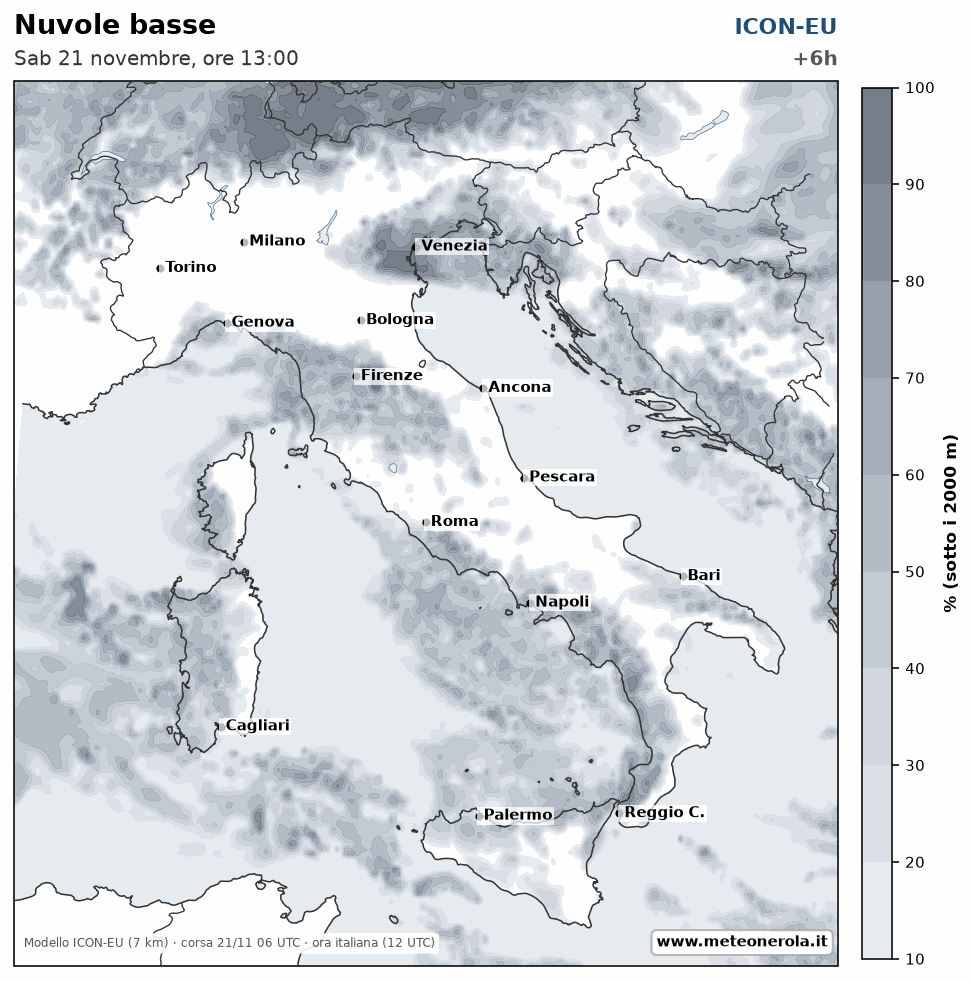 Nuvole basse
ICON-EU
Sab 21 novembre, ore 13:00
+6h
100
90
80
70
60
50
40
30
20
10
% (sotto i 2000 m)
Milano
Venezia
Torino
Genova
Bologna
Firenze
Ancona
Pescara
Roma
Bari
Napoli
Cagliari
Palermo
Reggio C.
Modello ICON-EU (7 km) · corsa 21/11 06 UTC · ora italiana (12 UTC)
www.meteonerola.it